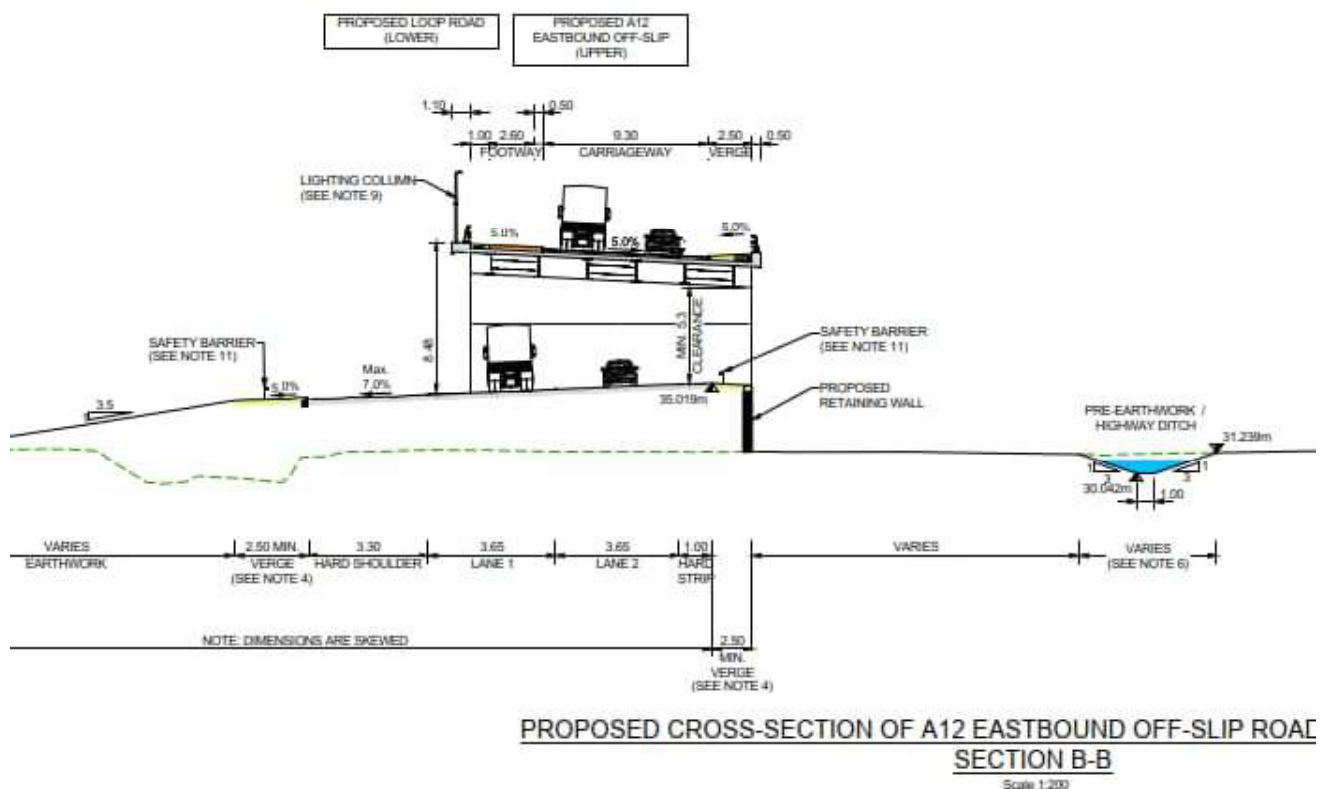 PROPOSED LOOP ROAD
(LOWER)
PROPOSED A12
EASTBOUND OFF-SLIP
(UPPER)
1.10
0.50
1.00 2.60 9.30 2.50 0.50
FOOTWAY CARRIAGEWAY VERGE
LIGHTING COLUMN
(SEE NOTE 9)
5.0% 5.0% 5.0%
8.48
MIN. 5.3
CLEARANCE
SAFETY BARRIER
(SEE NOTE 11)
SAFETY BARRIER
(SEE NOTE 11)
Max.
7.0%
5.0%
3.5
35.019m
PROPOSED
RETAINING WALL
PRE-EARTHWORK /
HIGHWAY DITCH
31.239m
1 3 3 1
30.042m
1.00
VARIES 2.50 MIN. 3.30 3.65 3.65 1.00 VARIES VARIES
EARTHWORK VERGE HARD SHOULDER LANE 1 LANE 2 HARD (SEE NOTE 6)
(SEE NOTE 4) STRIP
NOTE: DIMENSIONS ARE SKEWED
2.50
MIN.
VERGE
(SEE NOTE 4)
PROPOSED CROSS-SECTION OF A12 EASTBOUND OFF-SLIP ROAD
SECTION B-B
Scale 1:200